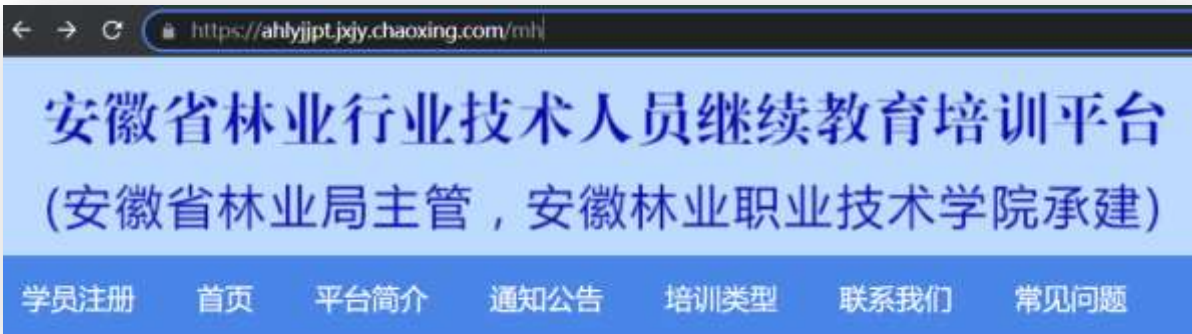 https://ahlyjjpt.jxjy.chaoxing.com/mh
安徽省林业行业技术人员继续教育培训平台
(安徽省林业局主管，安徽林业职业技术学院承建)
学员注册 首页 平台简介 通知公告 培训类型 联系我们 常见问题